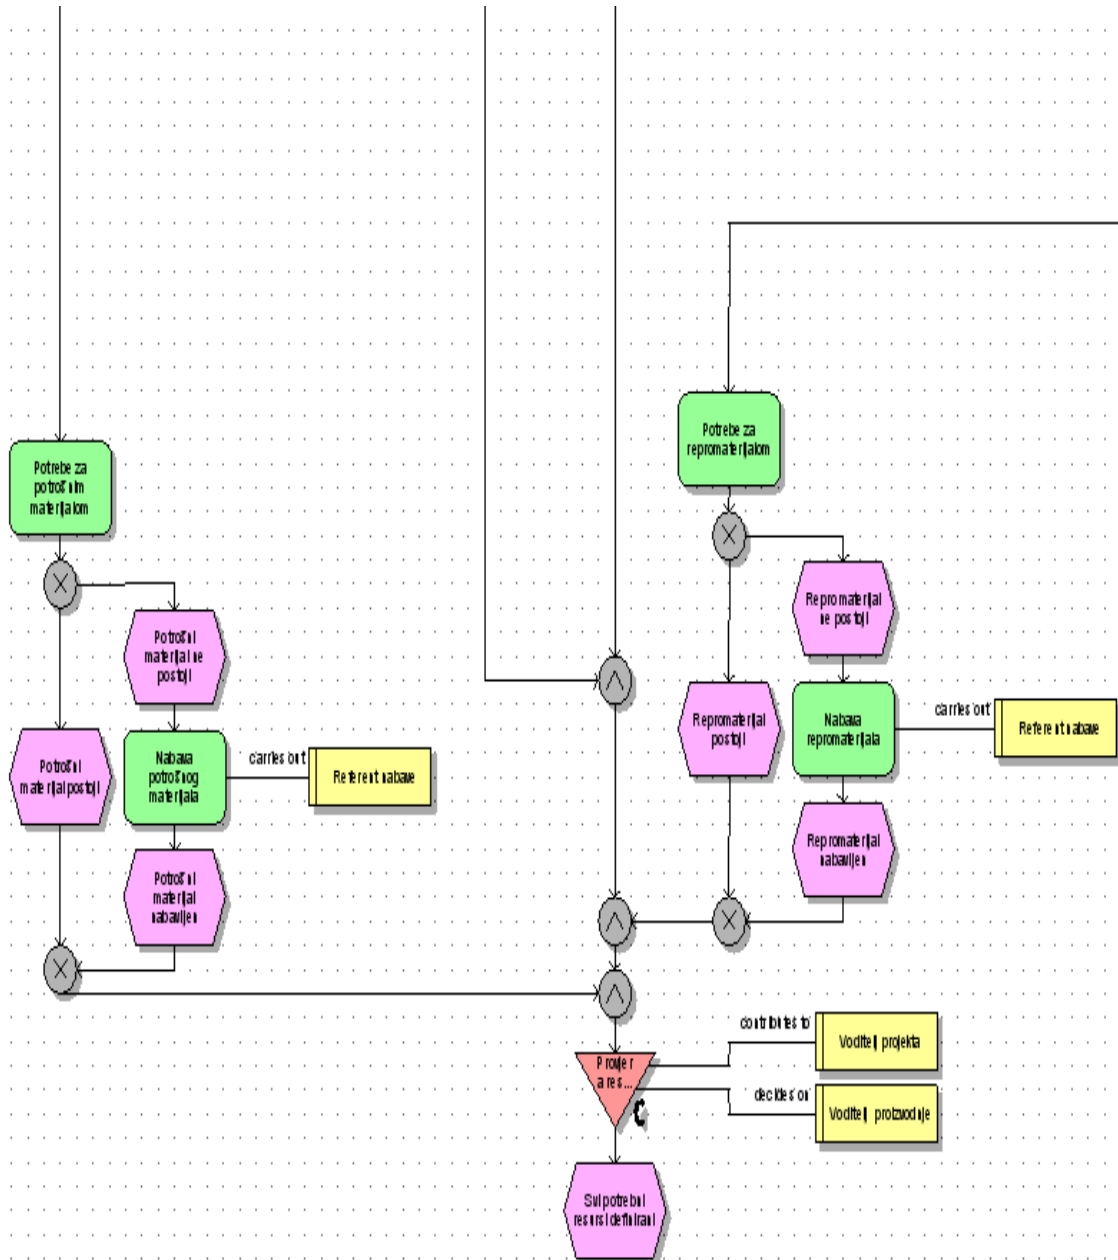 Potrebe za
repromaterijalom
Potrebe za
potrošnim
materijalom
Repromaterijal
ne postoji
Potrošni
materijal ne
postoji
Repromaterijal
postoji
Nabava
repromaterijala
carries out
Referent nabave
Potrošni
materijal postoji
Nabava
potrošnog
materijala
carries out
Referent nabave
Repromaterijal
nabavljen
Potrošni
materijal
nabavljen
contributes to
Voditelj projekta
Provjer
a res...
decides on
Voditelj proizvodnje
C
Svi potrebni
resursi definirani